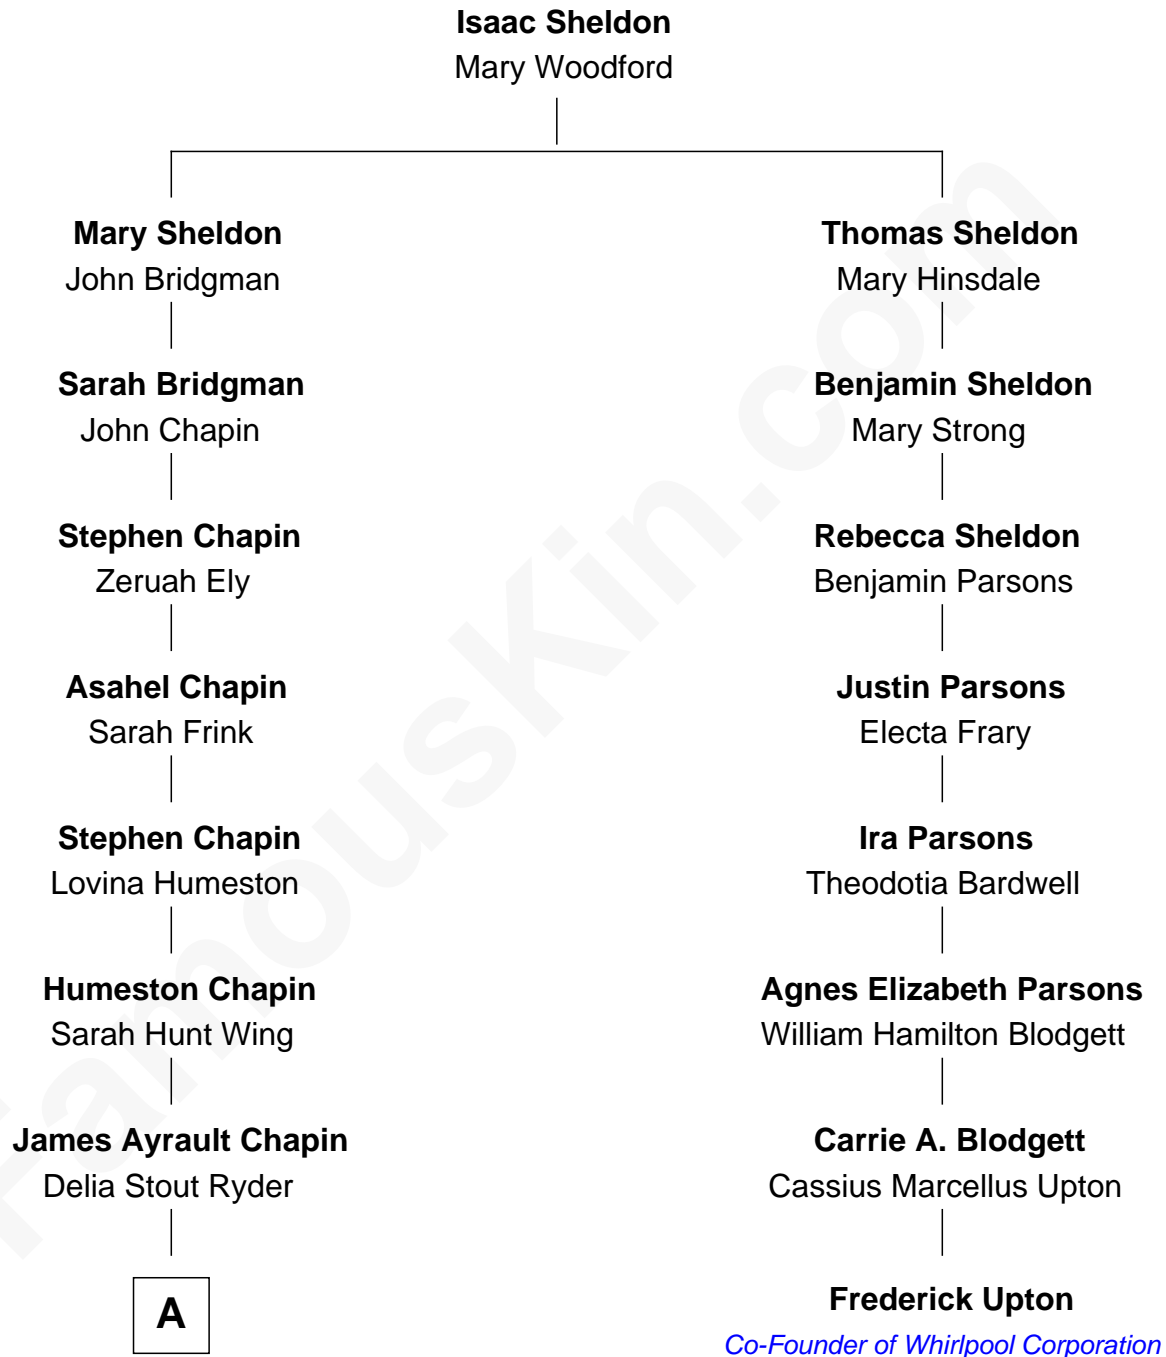 Isaac Sheldon
Mary Woodford
Mary Sheldon
John Bridgman
Thomas Sheldon
Mary Hinsdale
Sarah Bridgman
John Chapin
Benjamin Sheldon
Mary Strong
Stephen Chapin
Zeruah Ely
Rebecca Sheldon
Benjamin Parsons
Asahel Chapin
Sarah Frink
Justin Parsons
Electa Frary
Stephen Chapin
Lovina Humeston
Ira Parsons
Theodotia Bardwell
Humeston Chapin
Sarah Hunt Wing
Agnes Elizabeth Parsons
William Hamilton Blodgett
James Ayrault Chapin
Delia Stout Ryder
Carrie A. Blodgett
Cassius Marcellus Upton
A
Frederick Upton
Co-Founder of Whirlpool Corporation
FamousKin.com